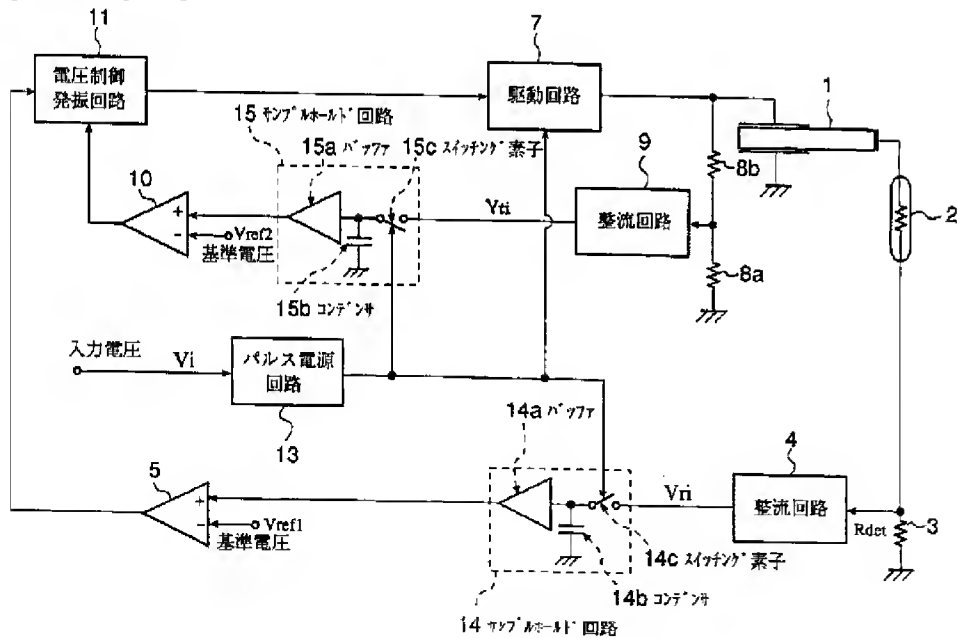 11
電圧制御
発振回路
7
駆動回路
1
15 サンプルホールド回路
15a バッファ
15c スイッチング素子
8b
9
整流回路
2
10
+
-
Vref2
基準電圧
Vti
8a
15b コンデンサ
入力電圧
Vi
パルス電源
回路
13
14a バッファ
4
整流回路
5
+
-
Vref1
基準電圧
Vri
Rdet
3
14c スイッチング素子
14b コンデンサ
14 サンプルホールド回路